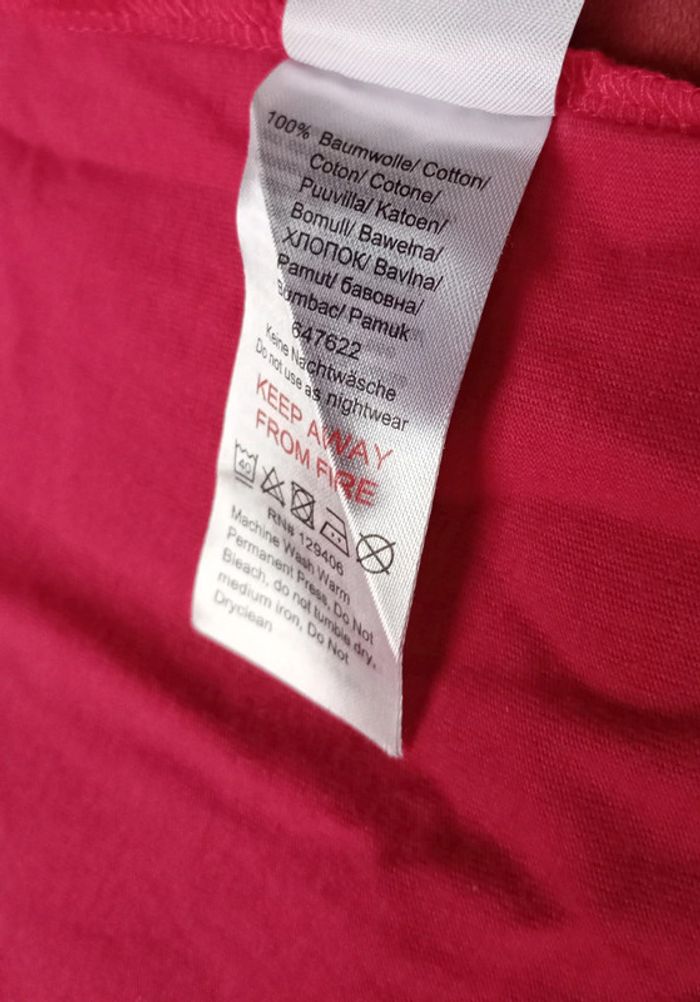 100% Baumwolle/ Cotton/
Coton/ Cotone/
Puuvilla/ Katoen/
Bomull/ Bawełna/
ХЛОПОК/ Bavlna/
Pamut/ бавовна/
Bombac/ Pamuk
647622
Keine Nachtwäsche
Do not use as nightwear
KEEP AWAY
FROM FIRE
40
RN# 129406
Machine Wash Warm
Permanent Press, Do Not
Bleach, do not tumble dry,
medium iron, Do Not
Dryclean